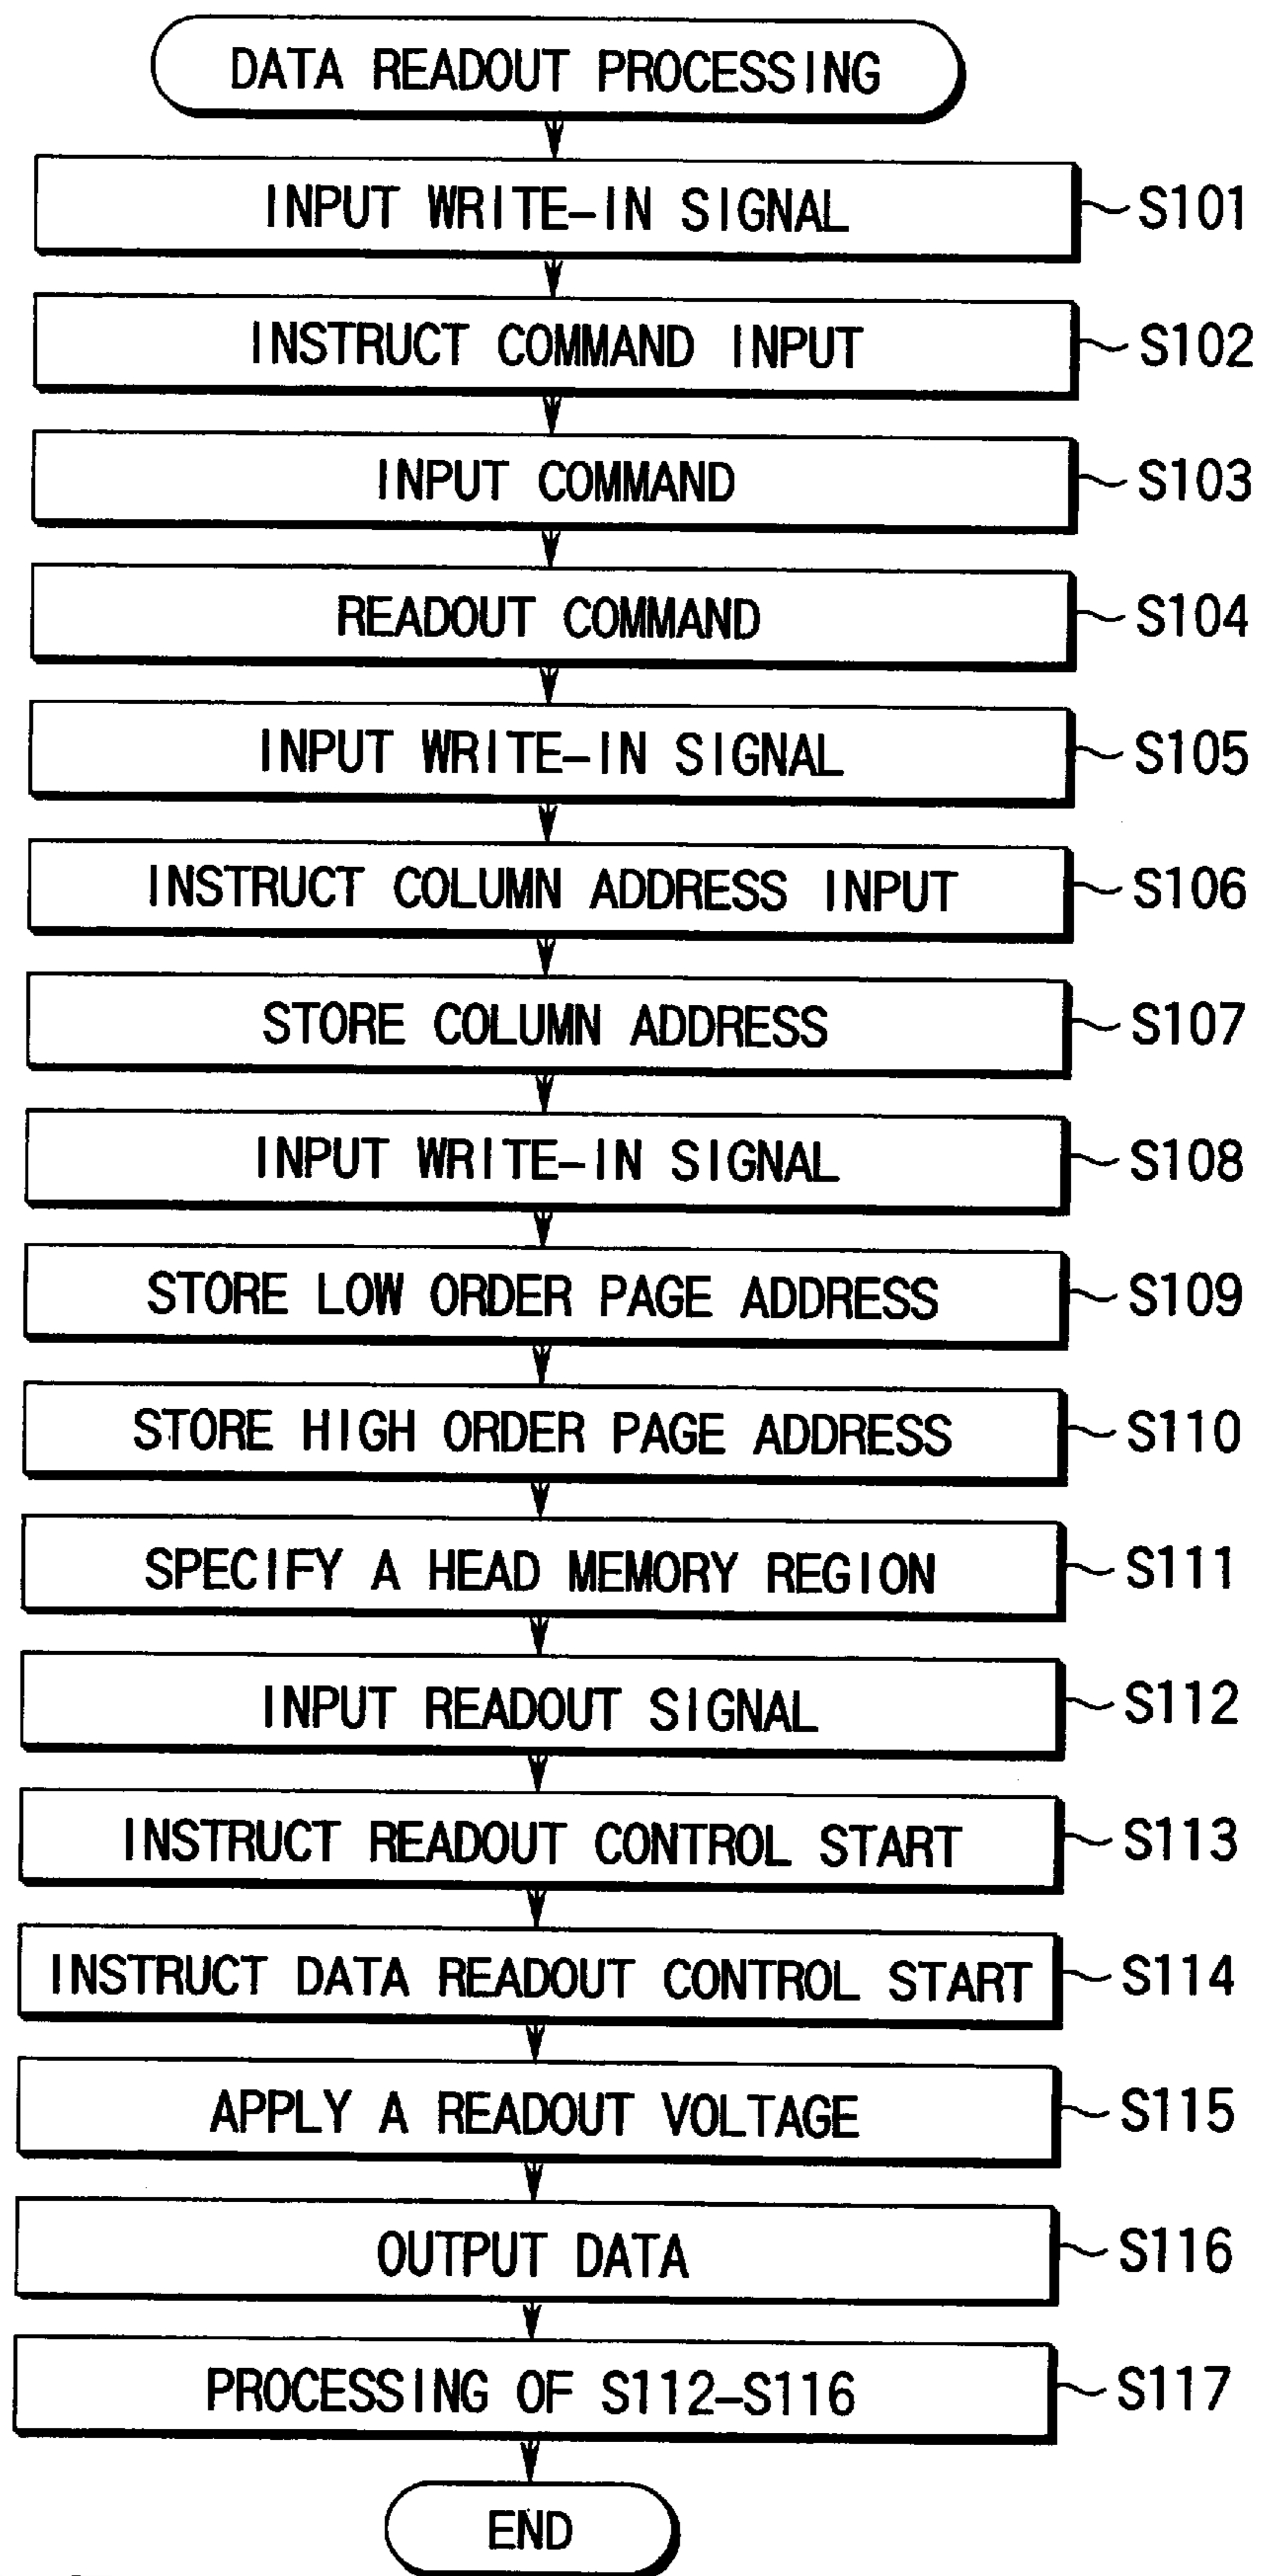 DATA READOUT PROCESSING
INPUT WRITE-IN SIGNAL S101
INSTRUCT COMMAND INPUT S102
INPUT COMMAND S103
READOUT COMMAND S104
INPUT WRITE-IN SIGNAL S105
INSTRUCT COLUMN ADDRESS INPUT S106
STORE COLUMN ADDRESS S107
INPUT WRITE-IN SIGNAL S108
STORE LOW ORDER PAGE ADDRESS S109
STORE HIGH ORDER PAGE ADDRESS S110
SPECIFY A HEAD MEMORY REGION S111
INPUT READOUT SIGNAL S112
INSTRUCT READOUT CONTROL START S113
INSTRUCT DATA READOUT CONTROL START S114
APPLY A READOUT VOLTAGE S115
OUTPUT DATA S116
PROCESSING OF S112-S116 S117
END